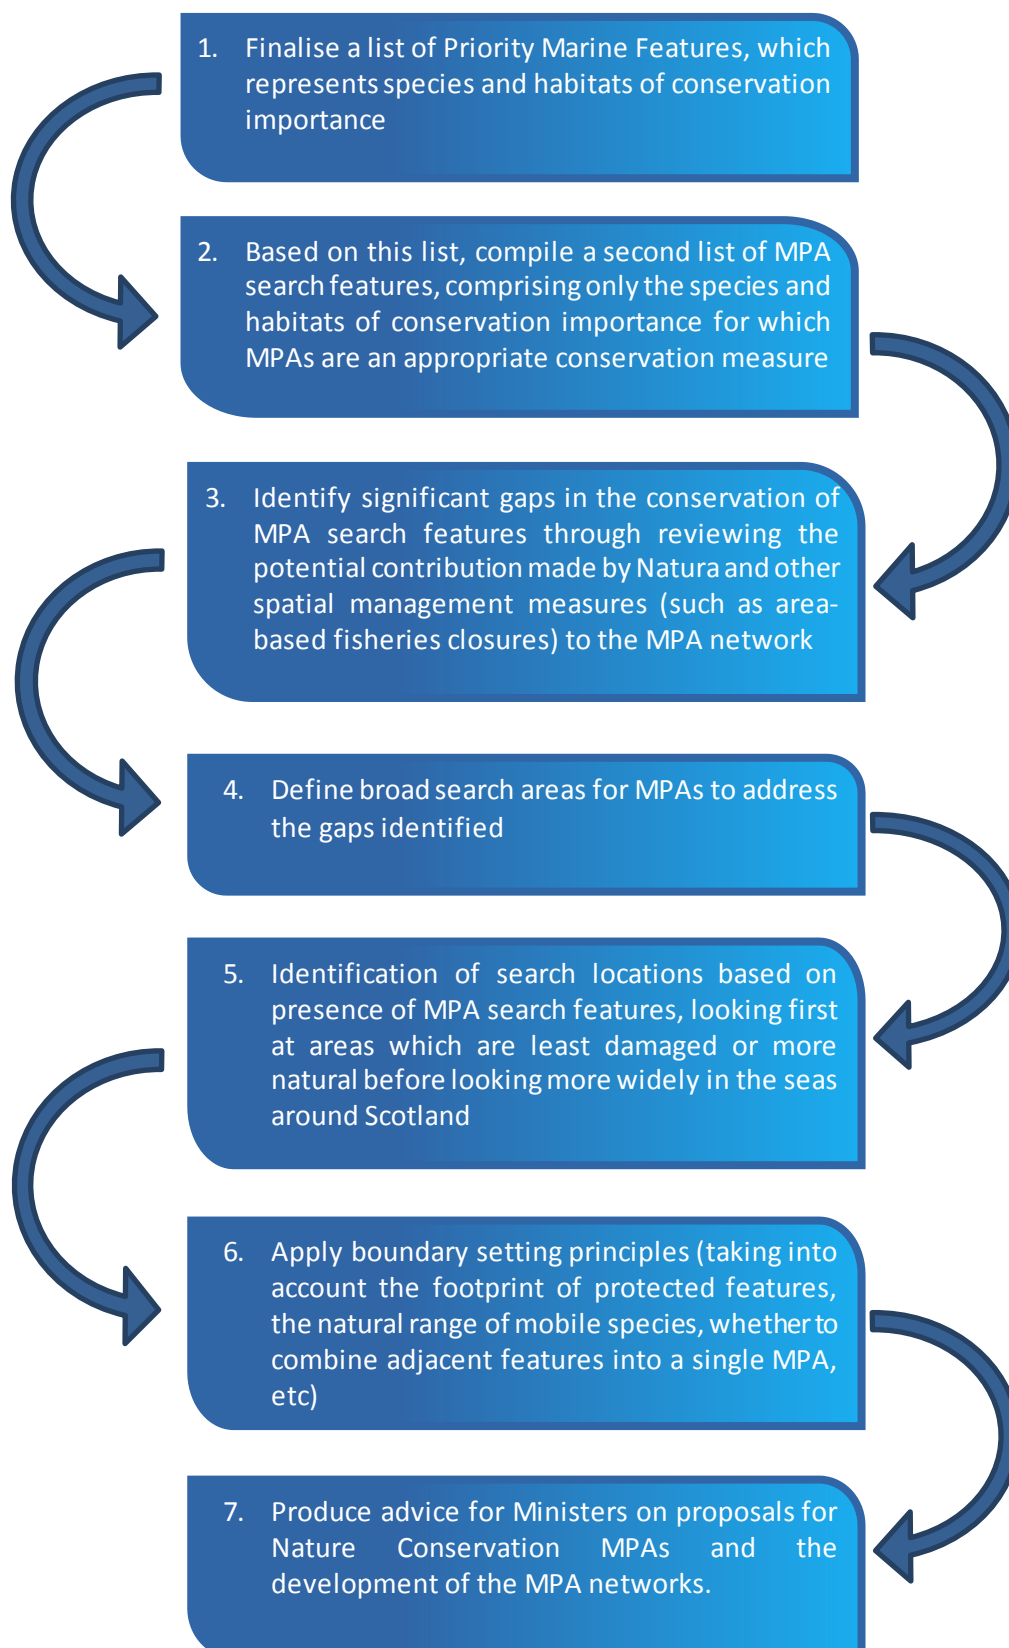 1. Finalise a list of Priority Marine Features, which
represents species and habitats of conservation
importance
2. Based on this list, compile a second list of MPA
search features, comprising only the species and
habitats of conservation importance for which
MPAs are an appropriate conservation measure
3. Identify significant gaps in the conservation of
MPA search features through reviewing the
potential contribution made by Natura and other
spatial management measures (such as area-
based fisheries closures) to the MPA network
4. Define broad search areas for MPAs to address
the gaps identified
5. Identification of search locations based on
presence of MPA search features, looking first
at areas which are least damaged or more
natural before looking more widely in the seas
around Scotland
6. Apply boundary setting principles (taking into
account the footprint of protected features,
the natural range of mobile species, whether to
combine adjacent features into a single MPA,
etc)
7. Produce advice for Ministers on proposals for
Nature Conservation MPAs and the
development of the MPA networks.